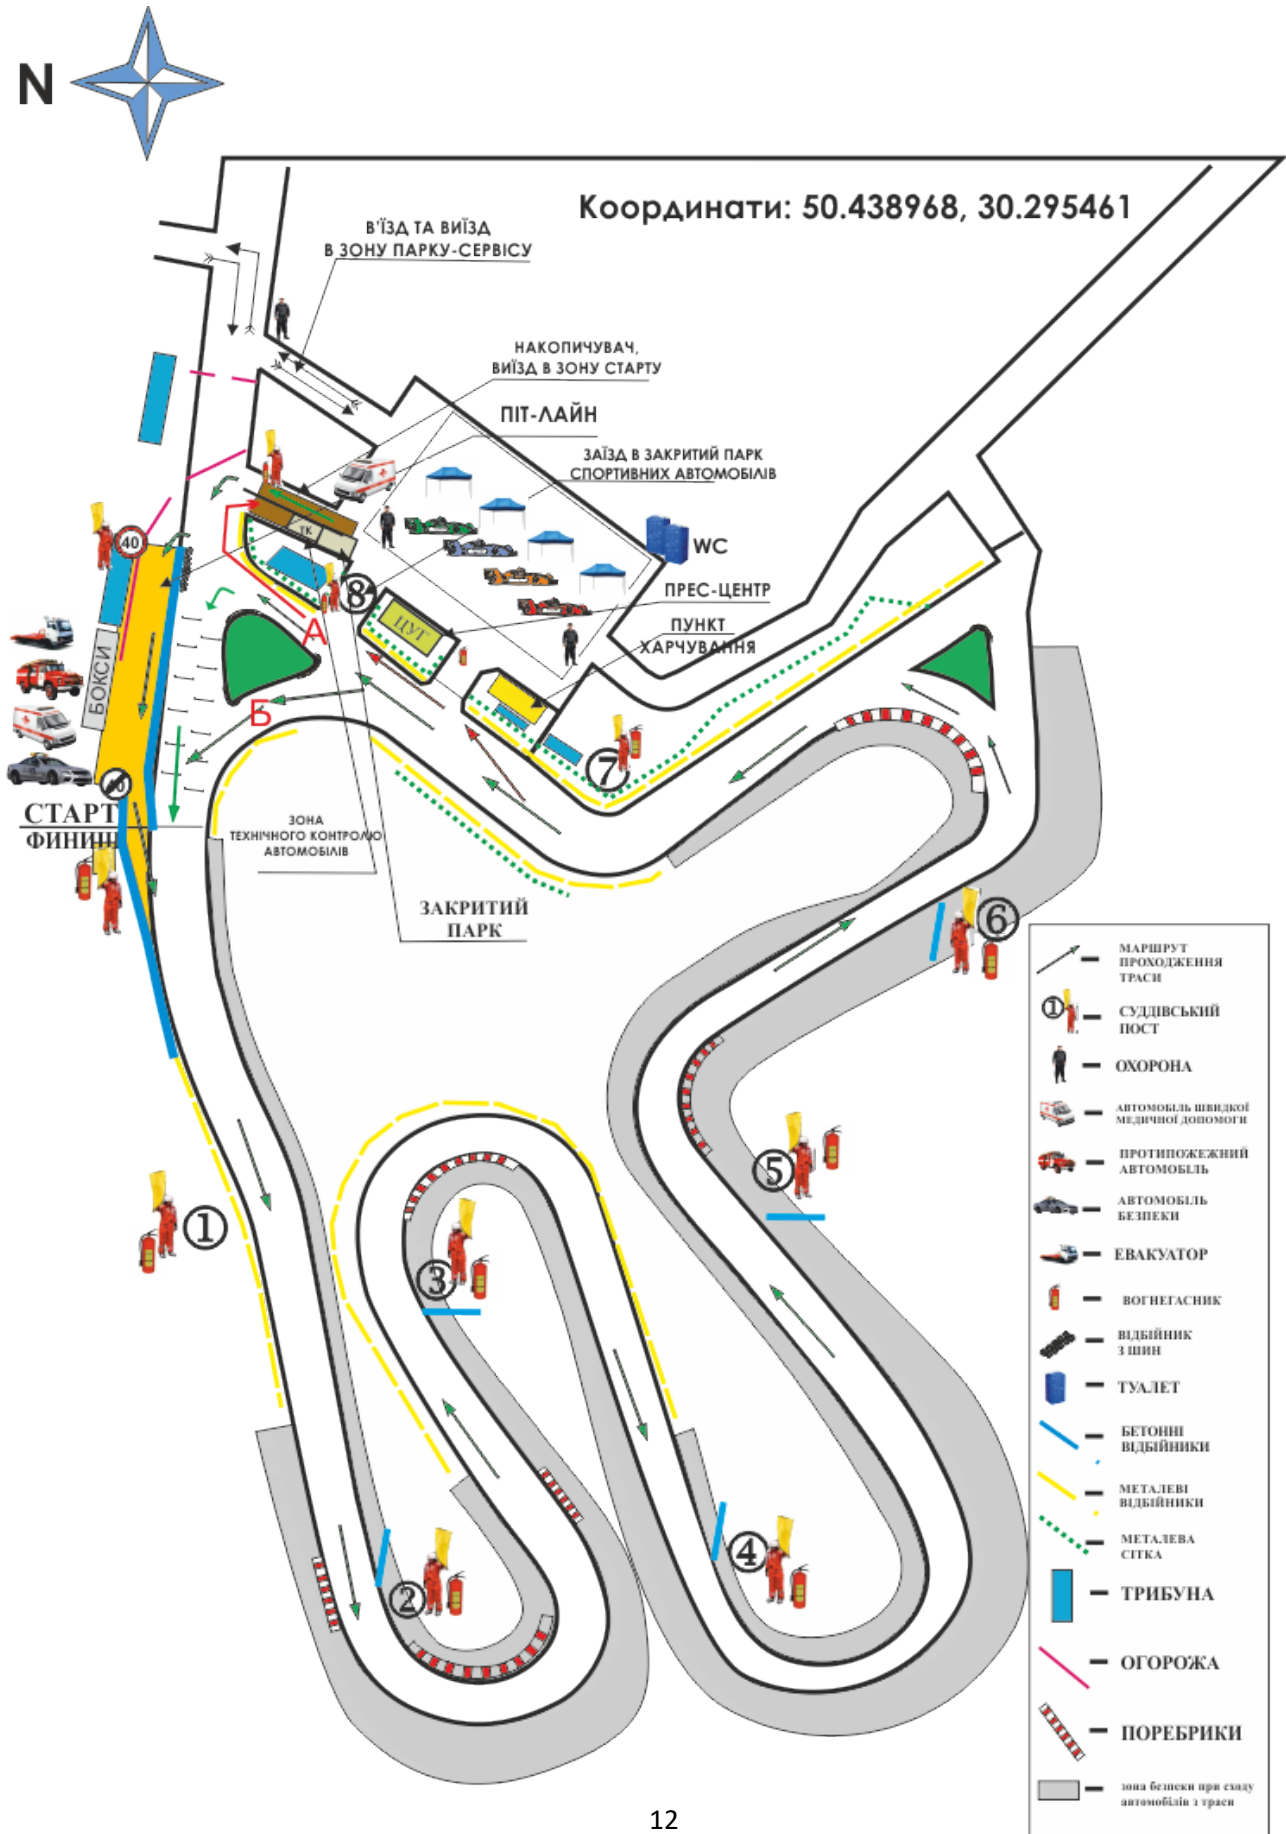 N
Координати: 50.438968, 30.295461
В'ЇЗД ТА ВИЇЗД
В ЗОНУ ПАРКУ-СЕРВІСУ
НАКОПИЧУВАЧ,
ВИЇЗД В ЗОНУ СТАРТУ
ПІТ-ЛАЙН
ЗАЇЗД В ЗАКРИТИЙ ПАРК
СПОРТИВНИХ АВТОМОБІЛІВ
ТК
40
WC
8
ПРЕС-ЦЕНТР
ЦУГ
ПУНКТ
ХАРЧУВАННЯ
А
БОКСИ
Б
7
СТАРТ
ФИНИШ
ЗОНА
ТЕХНІЧНОГО КОНТРОЛЮ
АВТОМОБІЛІВ
ЗАКРИТИЙ
ПАРК
6
5
1
3
4
2
МАРШРУТ
ПРОХОДЖЕННЯ
ТРАСИ
1
СУДДІВСЬКИЙ
ПОСТ
ОХОРОНА
АВТОМОБІЛЬ ШВИДКОЇ
МЕДИЧНОЇ ДОПОМОГИ
ПРОТИПОЖЕЖНИЙ
АВТОМОБІЛЬ
АВТОМОБІЛЬ
БЕЗПЕКИ
ЕВАКУАТОР
ВОГНЕГАСНИК
ВІДБІЙНИК
З ШИН
ТУАЛЕТ
БЕТОННІ
ВІДБІЙНИКИ
МЕТАЛЕВІ
ВІДБІЙНИКИ
МЕТАЛЕВА
СІТКА
ТРИБУНА
ОГОРОЖА
ПОРЕБРИКИ
зона безпеки при сходу
автомобілів з траси
12